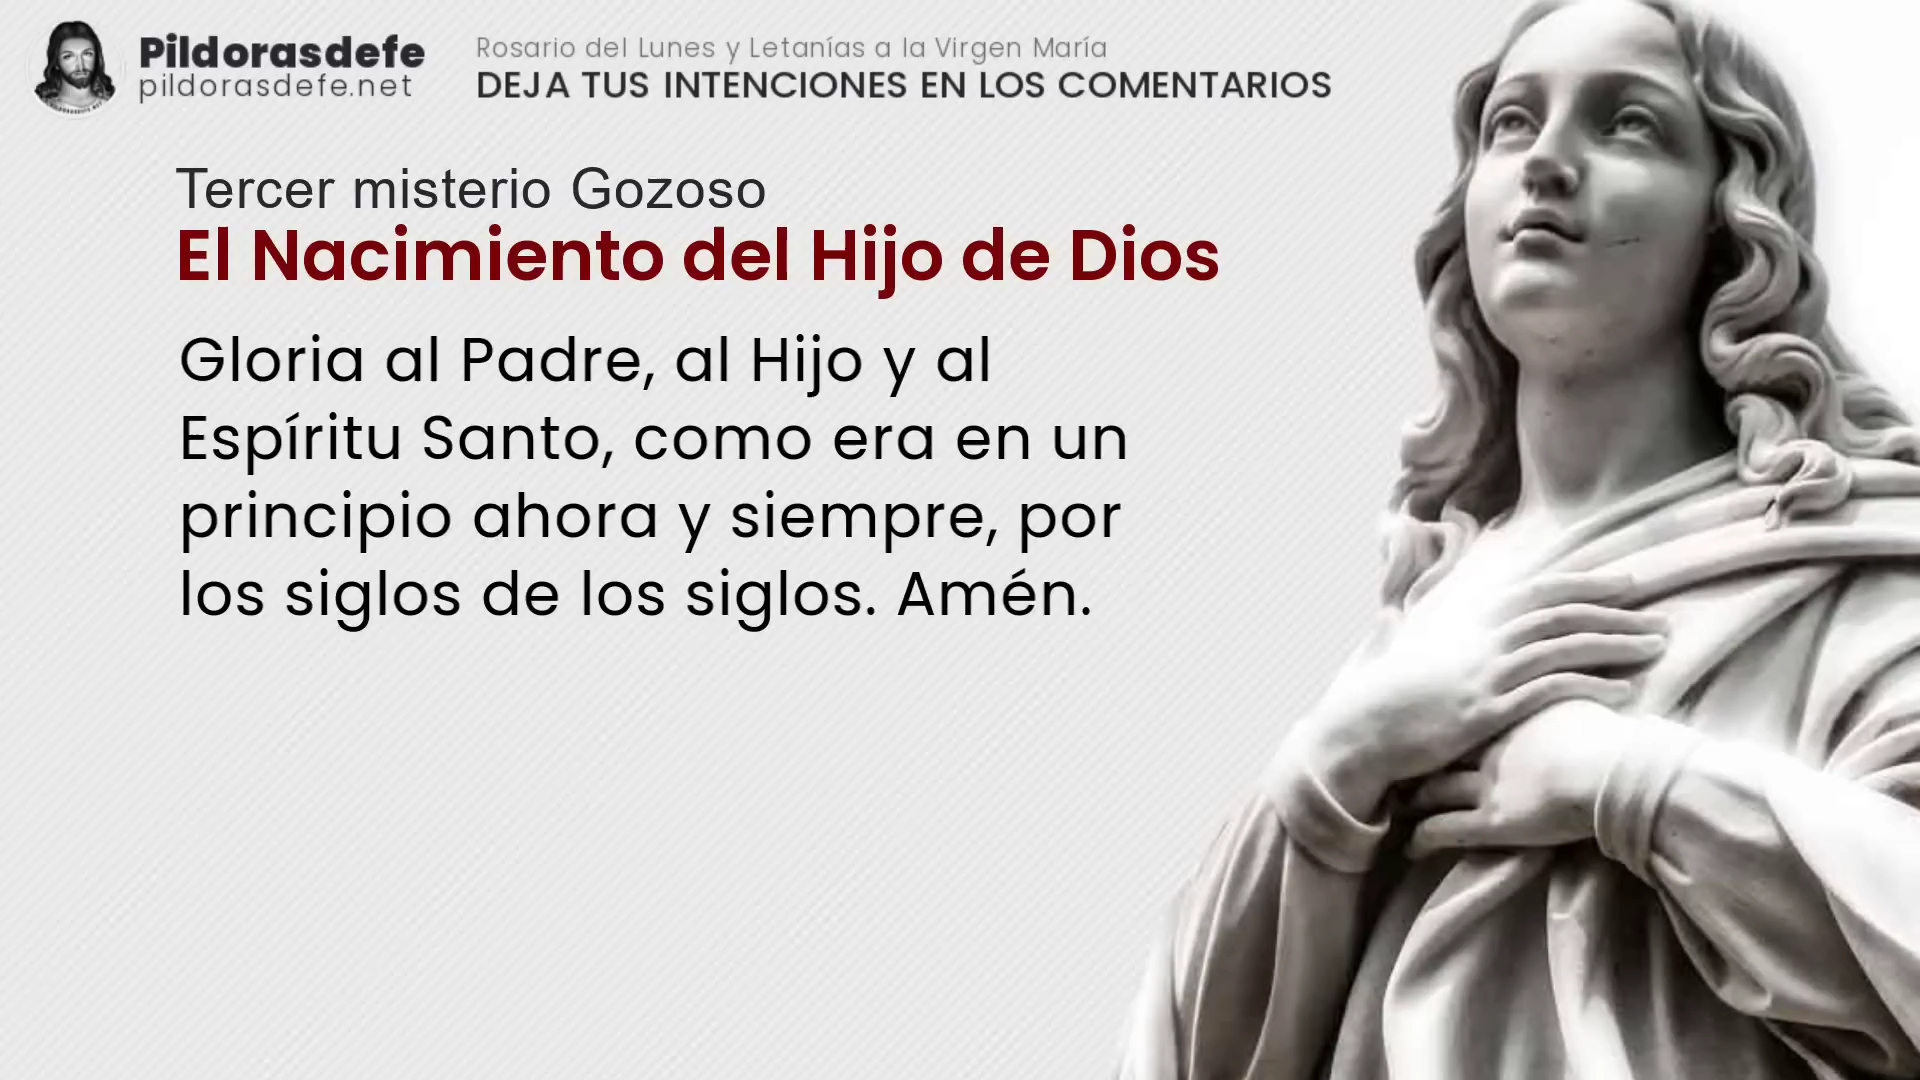 Pildorasdefe
pildorasdefe.net
Rosario del Lunes y Letanías a la Virgen María
DEJA TUS INTENCIONES EN LOS COMENTARIOS
Tercer misterio Gozoso
El Nacimiento del Hijo de Dios
Gloria al Padre, al Hijo y al
Espíritu Santo, como era en un
principio ahora y siempre, por
los siglos de los siglos. Amén.